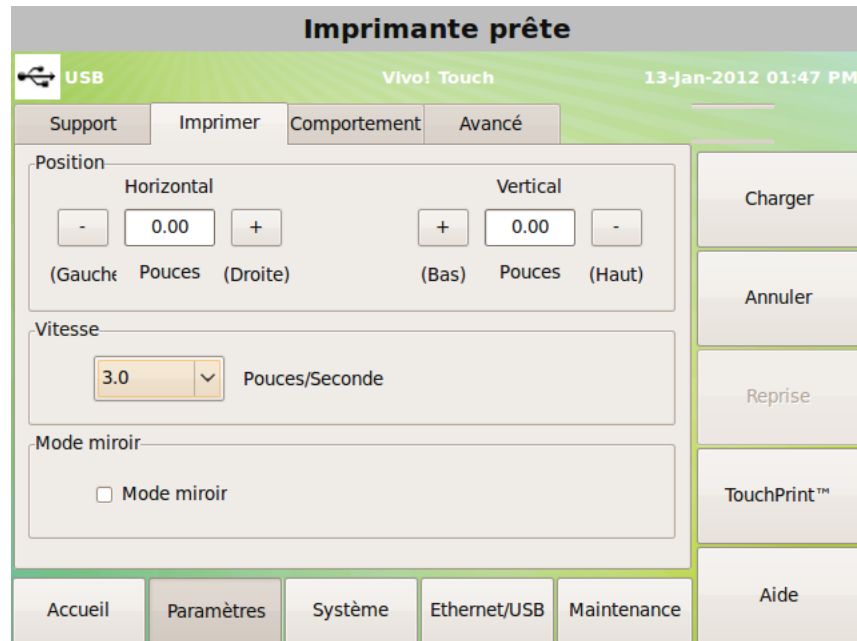 Imprimante prête
USB
Vivo! Touch
13-Jan-2012 01:47 PM
Support
Imprimer
Comportement
Avancé
Position
Horizontal
Vertical
-
0.00
+
+
0.00
-
(Gauche
Pouces
(Droite)
(Bas)
Pouces
(Haut)
Vitesse
3.0
Pouces/Seconde
Mode miroir
Mode miroir
Charger
Annuler
Reprise
TouchPrint™
Aide
Accueil
Paramètres
Système
Ethernet/USB
Maintenance